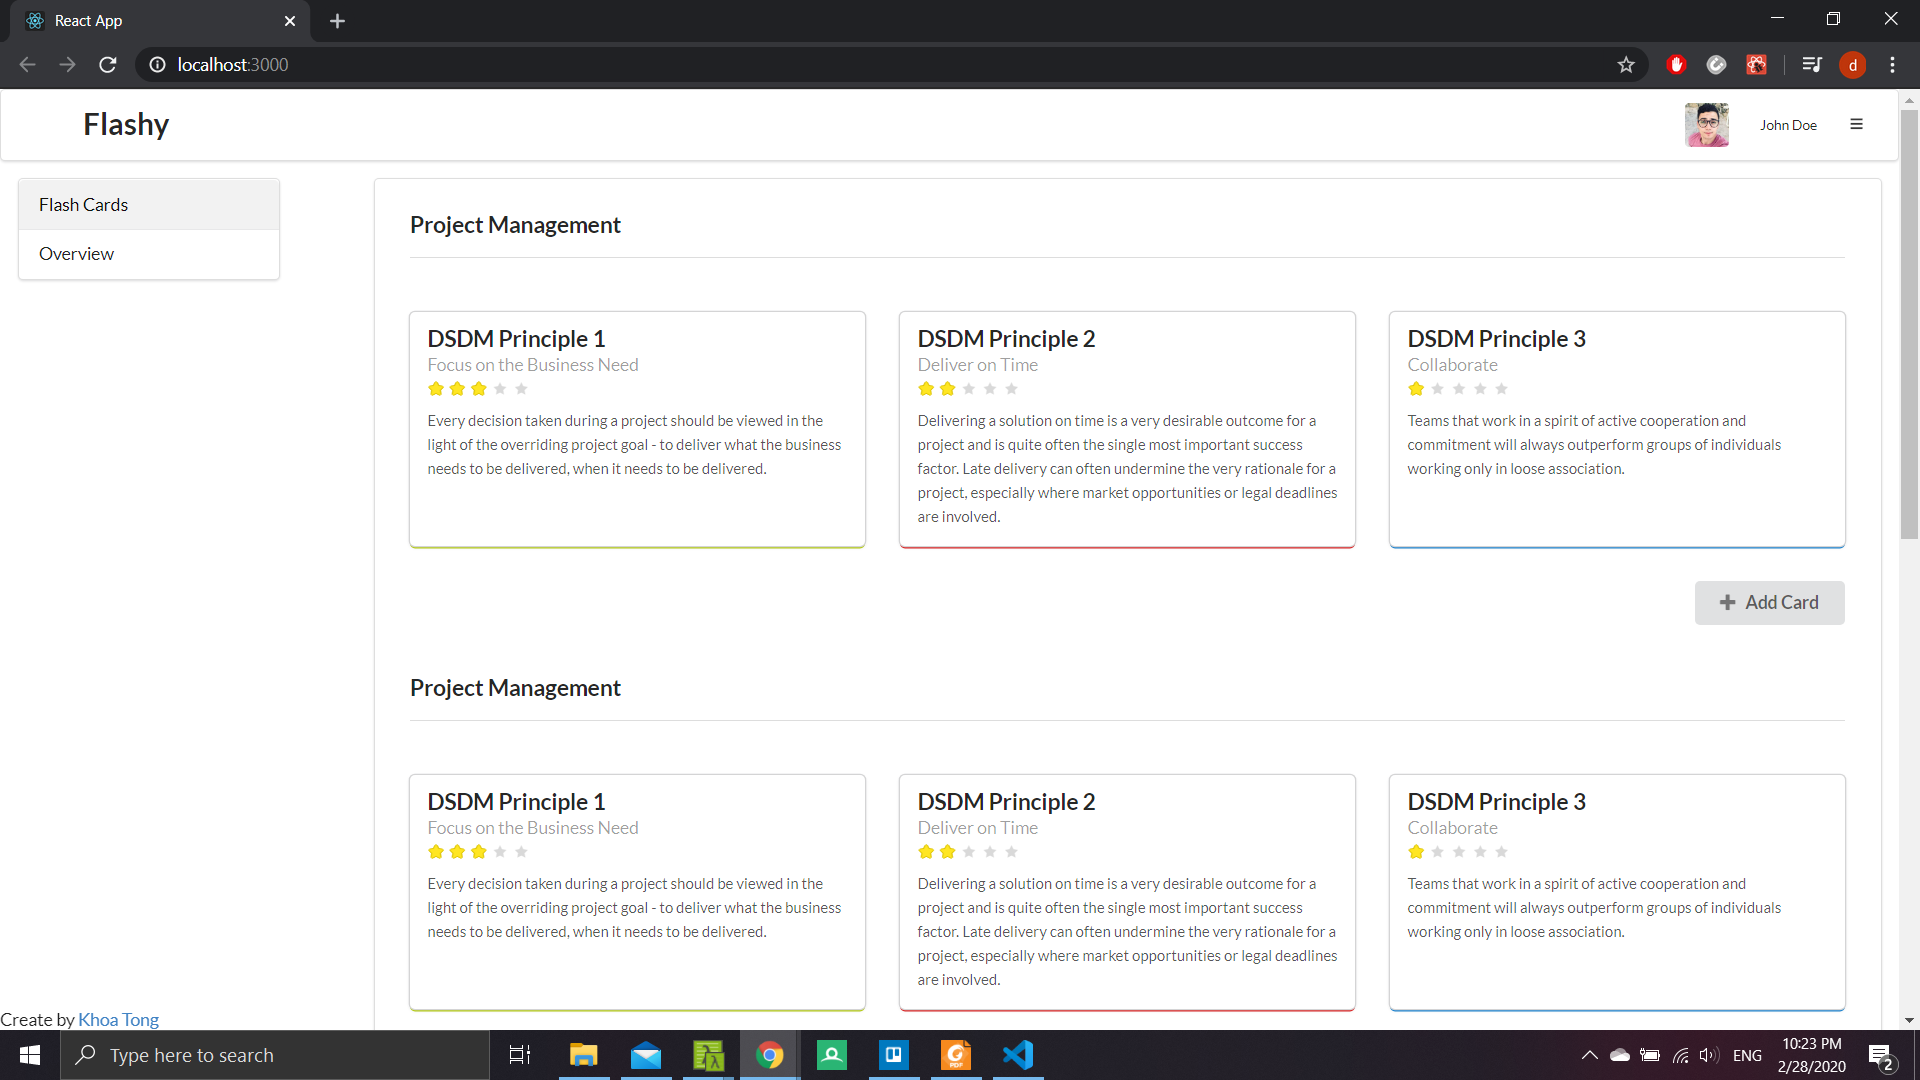 React App
localhost:3000
d
Flashy
John Doe
Flash Cards
Overview
Project Management
DSDM Principle 1
Focus on the Business Need
Every decision taken during a project should be viewed in the
light of the overriding project goal - to deliver what the business
needs to be delivered, when it needs to be delivered.
DSDM Principle 2
Deliver on Time
Delivering a solution on time is a very desirable outcome for a
project and is quite often the single most important success
factor. Late delivery can often undermine the very rationale for a
project, especially where market opportunities or legal deadlines
are involved.
DSDM Principle 3
Collaborate
Teams that work in a spirit of active cooperation and
commitment will always outperform groups of individuals
working only in loose association.
Add Card
Project Management
DSDM Principle 1
Focus on the Business Need
Every decision taken during a project should be viewed in the
light of the overriding project goal - to deliver what the business
needs to be delivered, when it needs to be delivered.
DSDM Principle 2
Deliver on Time
Delivering a solution on time is a very desirable outcome for a
project and is quite often the single most important success
factor. Late delivery can often undermine the very rationale for a
project, especially where market opportunities or legal deadlines
are involved.
DSDM Principle 3
Collaborate
Teams that work in a spirit of active cooperation and
commitment will always outperform groups of individuals
working only in loose association.
Create by Khoa Tong
Type here to search
PDF
ENG
10:23 PM
2/28/2020
2